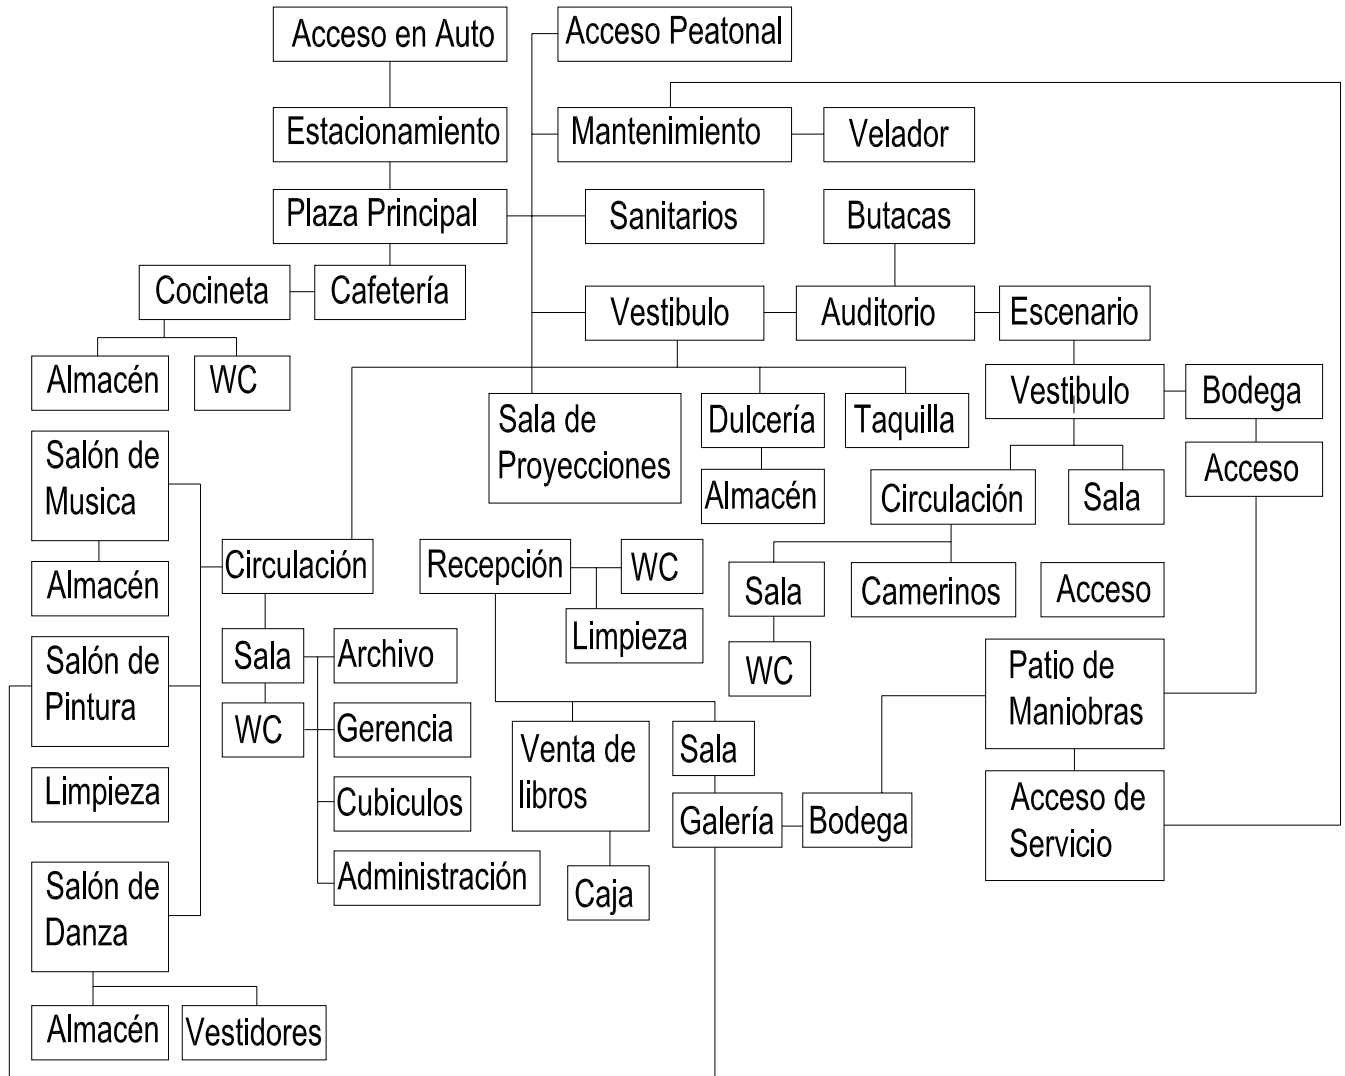 Acceso en Auto
Acceso Peatonal
Estacionamiento
Mantenimiento
Velador
Plaza Principal
Sanitarios
Butacas
Cocineta
Cafetería
Vestibulo
Auditorio
Escenario
Almacén
WC
Vestibulo
Bodega
Sala de
Proyecciones
Dulcería
Taquilla
Salón de
Musica
Almacén
Circulación
Sala
Acceso
Almacén
Circulación
Recepción
WC
Sala
Camerinos
Acceso
Limpieza
Salón de
Pintura
Sala
Archivo
WC
Patio de
Maniobras
WC
Gerencia
Venta de
libros
Sala
Limpieza
Cubiculos
Galería
Bodega
Acceso de
Servicio
Salón de
Danza
Administración
Caja
Almacén
Vestidores